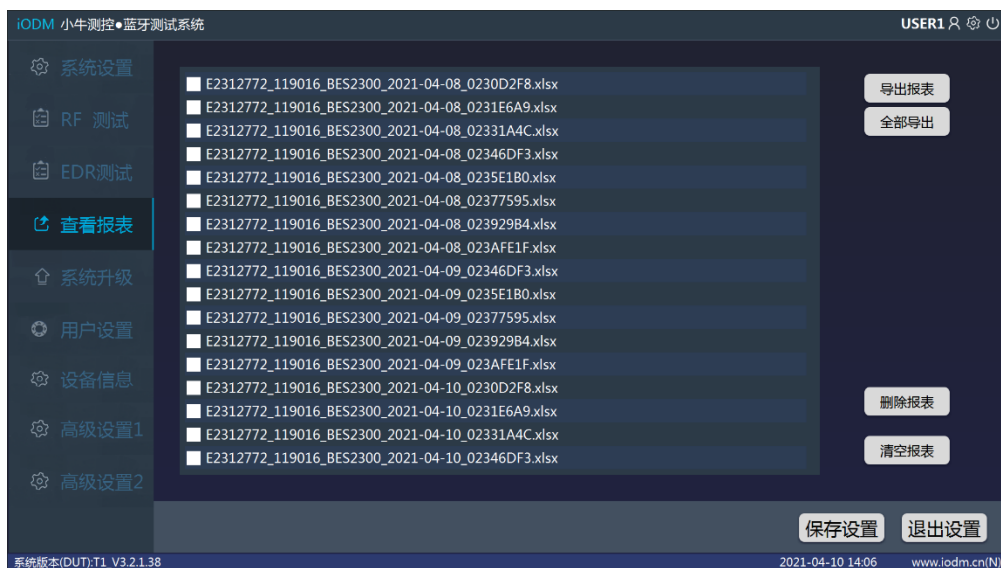 iODM 小牛测控●蓝牙测试系统
USER1
系统设置
RF 测试
EDR测试
查看报表
系统升级
用户设置
设备信息
高级设置1
高级设置2
E2312772_119016_BES2300_2021-04-08_0230D2F8.xlsx
E2312772_119016_BES2300_2021-04-08_0231E6A9.xlsx
E2312772_119016_BES2300_2021-04-08_02331A4C.xlsx
E2312772_119016_BES2300_2021-04-08_02346DF3.xlsx
E2312772_119016_BES2300_2021-04-08_0235E1B0.xlsx
E2312772_119016_BES2300_2021-04-08_02377595.xlsx
E2312772_119016_BES2300_2021-04-08_023929B4.xlsx
E2312772_119016_BES2300_2021-04-08_023AFE1F.xlsx
E2312772_119016_BES2300_2021-04-09_02346DF3.xlsx
E2312772_119016_BES2300_2021-04-09_0235E1B0.xlsx
E2312772_119016_BES2300_2021-04-09_02377595.xlsx
E2312772_119016_BES2300_2021-04-09_023929B4.xlsx
E2312772_119016_BES2300_2021-04-09_023AFE1F.xlsx
E2312772_119016_BES2300_2021-04-10_0230D2F8.xlsx
E2312772_119016_BES2300_2021-04-10_0231E6A9.xlsx
E2312772_119016_BES2300_2021-04-10_02331A4C.xlsx
E2312772_119016_BES2300_2021-04-10_02346DF3.xlsx
导出报表
全部导出
删除报表
清空报表
保存设置 退出设置
系统版本(DUT):T1 V3.2.1.38
2021-04-10 14:06
www.iodm.cn(N)